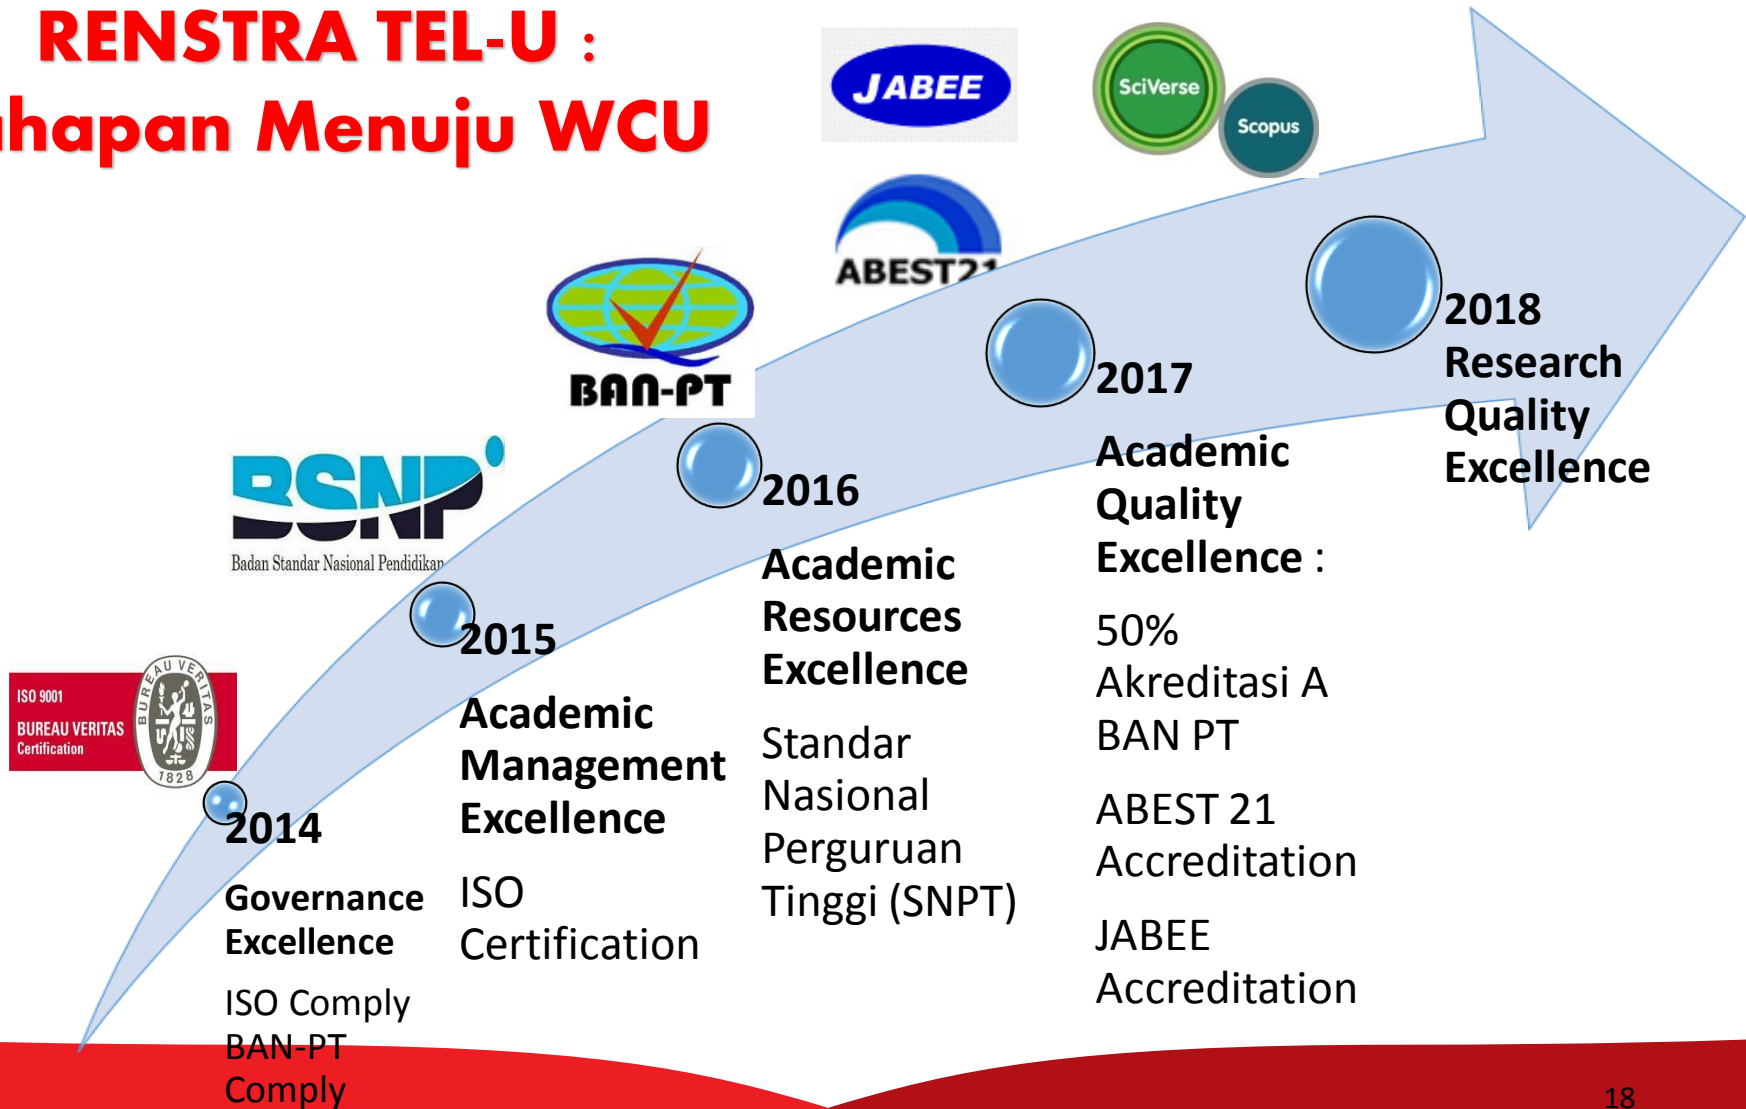 RENSTRA TEL-U :
ahapan Menuju WCU
JABEE
SciVerse
Scopus
ABEST21
BAN-PT
BSNP
Badan Standar Nasional Pendidikan
ISO 9001
BUREAU VERITAS
Certification
BUREAU VERITAS
1828
2014
Governance
Excellence
ISO Comply
BAN-PT
Comply
2015
Academic
Management
Excellence
ISO
Certification
2016
Academic
Resources
Excellence
Standar
Nasional
Perguruan
Tinggi (SNPT)
2017
Academic
Quality
Excellence :
50%
Akreditasi A
BAN PT
ABEST 21
Accreditation
JABEE
Accreditation
2018
Research
Quality
Excellence
18